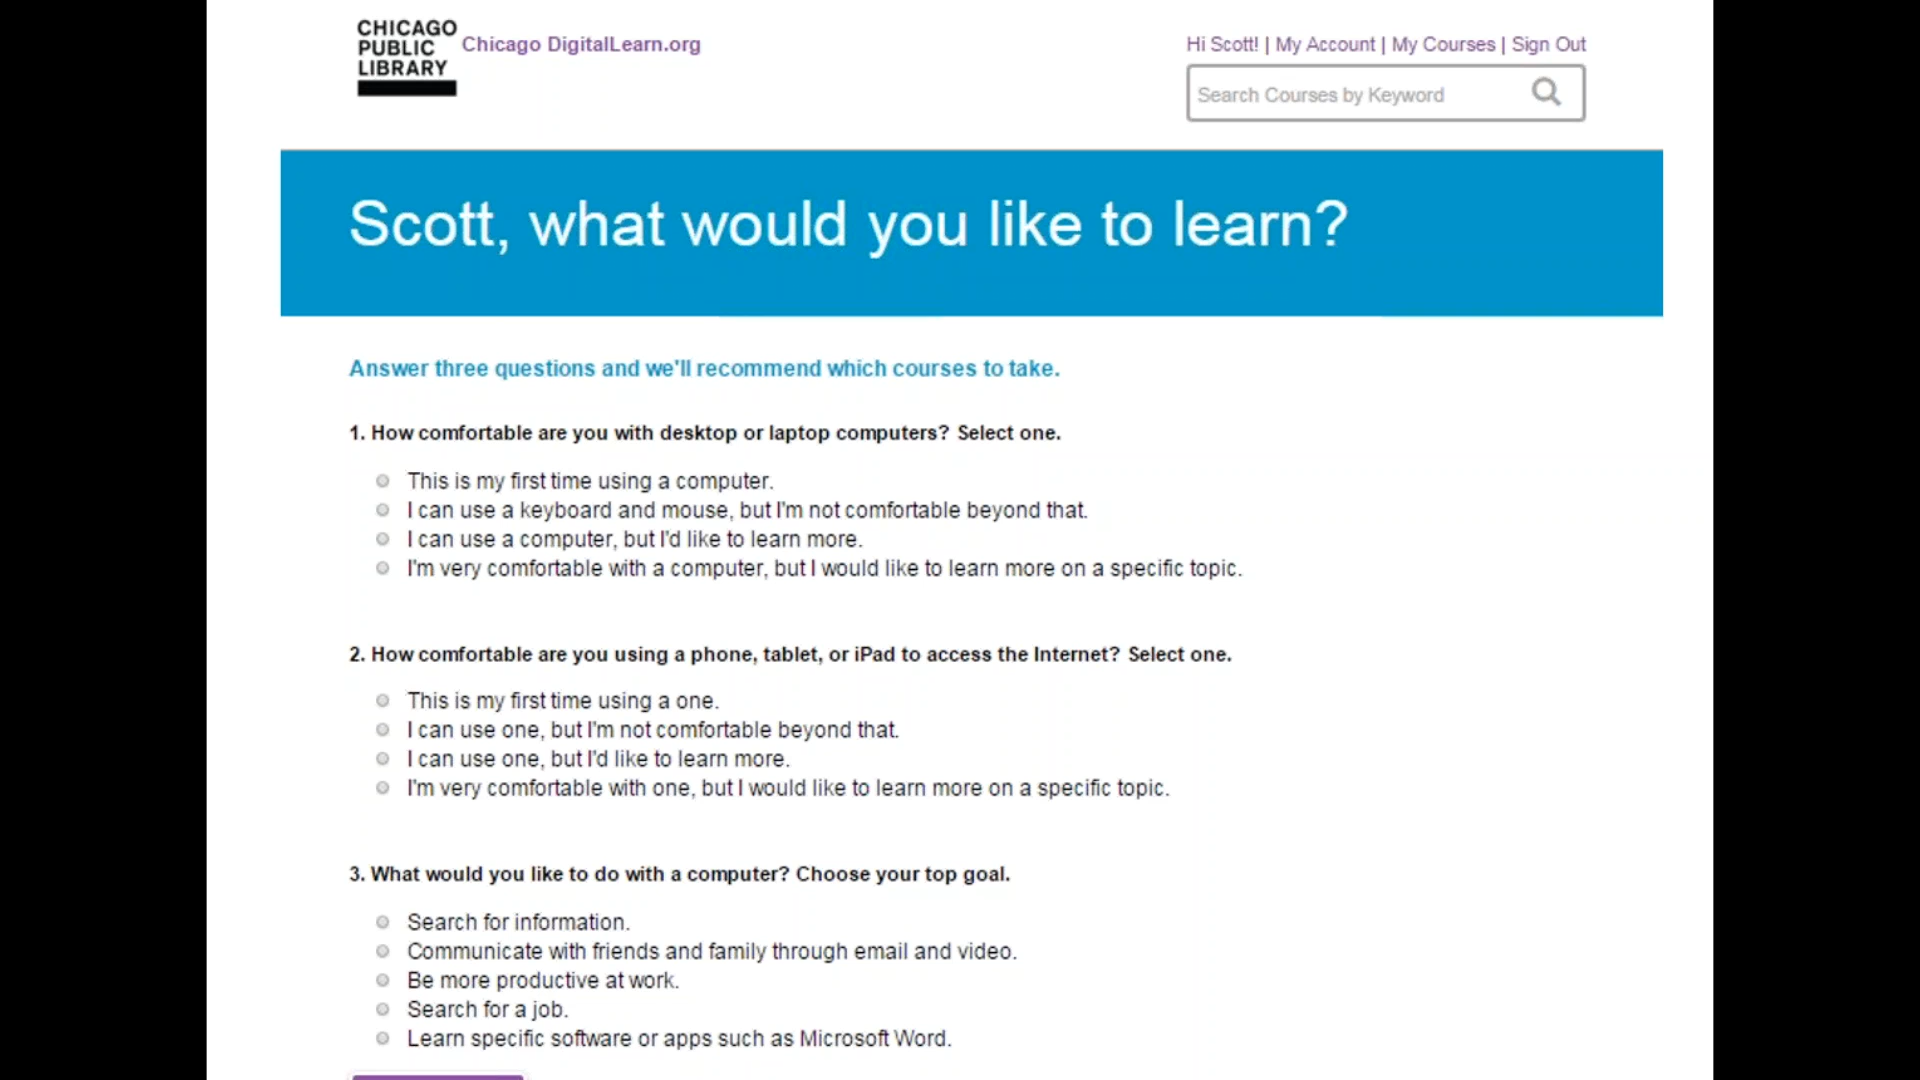 CHICAGO
PUBLIC
LIBRARY
Chicago DigitalLearn.org
Hi Scott! | My Account | My Courses | Sign Out
Search Courses by Keyword
Scott, what would you like to learn?
Answer three questions and we'll recommend which courses to take.
1. How comfortable are you with desktop or laptop computers? Select one.
This is my first time using a computer.
I can use a keyboard and mouse, but I'm not comfortable beyond that.
I can use a computer, but I'd like to learn more.
I'm very comfortable with a computer, but I would like to learn more on a specific topic.
2. How comfortable are you using a phone, tablet, or iPad to access the Internet? Select one.
This is my first time using a one.
I can use one, but I'm not comfortable beyond that.
I can use one, but I'd like to learn more.
I'm very comfortable with one, but I would like to learn more on a specific topic.
3. What would you like to do with a computer? Choose your top goal.
Search for information.
Communicate with friends and family through email and video.
Be more productive at work.
Search for a job.
Learn specific software or apps such as Microsoft Word.